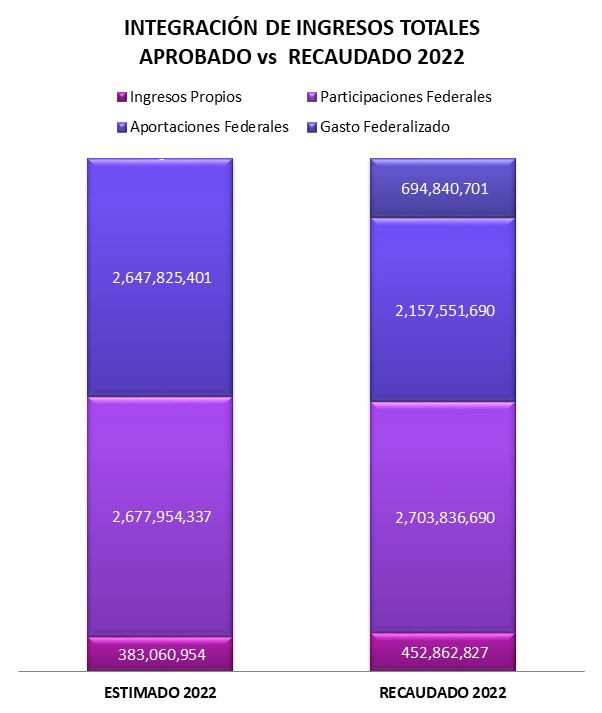 INTEGRACIÓN DE INGRESOS TOTALES
APROBADO vs RECAUDADO 2022
Ingresos Propios
Participaciones Federales
Aportaciones Federales
Gasto Federalizado
694,840,701
2,647,825,401
2,157,551,690
2,677,954,337
2,703,836,690
383,060,954
452,862,827
ESTIMADO 2022
RECAUDADO 2022